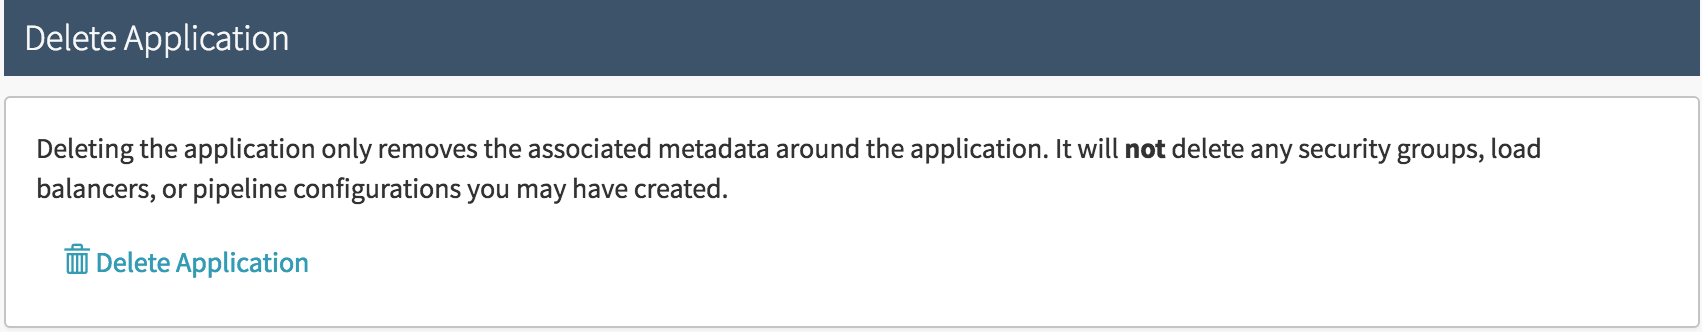 Delete Application
Deleting the application only removes the associated metadata around the application. It will not delete any security groups, load
balancers, or pipeline configurations you may have created.
Delete Application